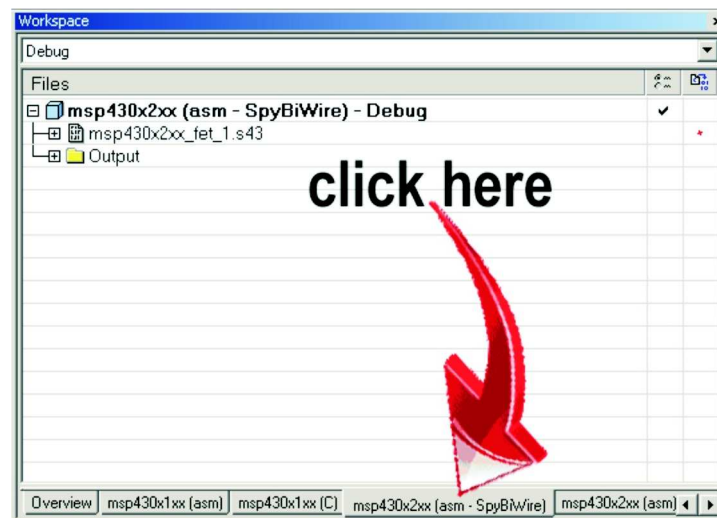 Workspace
Debug
Files
msp430x2xx (asm - SpyBiWire) - Debug
msp430x2xx_fet_1.s43
Output
click here
Overview msp430x1xx (asm) msp430x1xx (C) msp430x2xx (asm - SpyBiWire) msp430x2xx (asm)